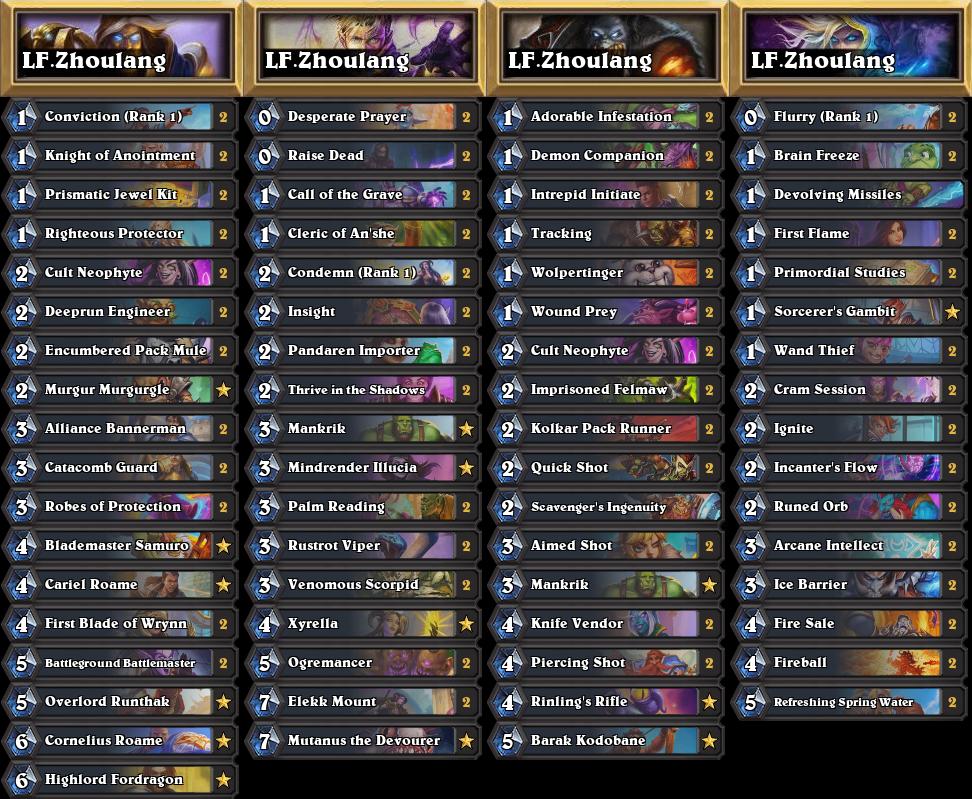 LF.Zhoulang
1 Conviction (Rank 1) 2
1 Knight of Anointment 2
1 Prismatic Jewel Kit 2
1 Righteous Protector 2
2 Cult Neophyte 2
2 Deeprun Engineer 2
2 Encumbered Pack Mule 2
2 Murgur Murgurgle
3 Alliance Bannerman 2
3 Catacomb Guard 2
3 Robes of Protection 2
4 Blademaster Samuro
4 Cariel Roame
4 First Blade of Wrynn 2
5 Battleground Battlemaster 2
5 Overlord Runthak
6 Cornelius Roame
6 Highlord Fordragon
LF.Zhoulang
0 Desperate Prayer 2
0 Raise Dead 2
1 Call of the Grave 2
1 Cleric of An'she 2
2 Condemn (Rank 1) 2
2 Insight 2
2 Pandaren Importer 2
2 Thrive in the Shadows 2
3 Mankrik
3 Mindrender Illucia
3 Palm Reading 2
3 Rustrot Viper 2
3 Venomous Scorpid 2
4 Xyrella
5 Ogremancer 2
7 Elekk Mount 2
7 Mutanus the Devourer
LF.Zhoulang
1 Adorable Infestation 2
1 Demon Companion 2
1 Intrepid Initiate 2
1 Tracking 2
1 Wolpertinger 2
1 Wound Prey 2
2 Cult Neophyte 2
2 Imprisoned Felmaw 2
2 Kolkar Pack Runner 2
2 Quick Shot 2
2 Scavenger's Ingenuity
3 Aimed Shot 2
3 Mankrik
4 Knife Vendor 2
4 Piercing Shot 2
4 Rinling's Rifle
5 Barak Kodobane
LF.Zhoulang
0 Flurry (Rank 1) 2
1 Brain Freeze 2
1 Devolving Missiles
1 First Flame 2
1 Primordial Studies 2
1 Sorcerer's Gambit
1 Wand Thief 2
2 Cram Session 2
2 Ignite 2
2 Incanter's Flow 2
2 Runed Orb 2
3 Arcane Intellect 2
3 Ice Barrier 2
4 Fire Sale 2
4 Fireball 2
5 Refreshing Spring Water 2